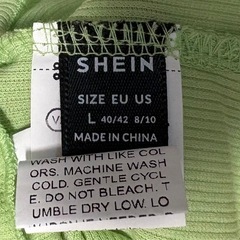 SHEIN
SIZE EU US
L 40/42 8/10
MADE IN CHINA
WASH WITH LIKE COL
ORS. MACHINE WASH
COLD. GENTLE CYCL
E. DO NOT BLEACH. T
UMBLE DRY LOW. LO